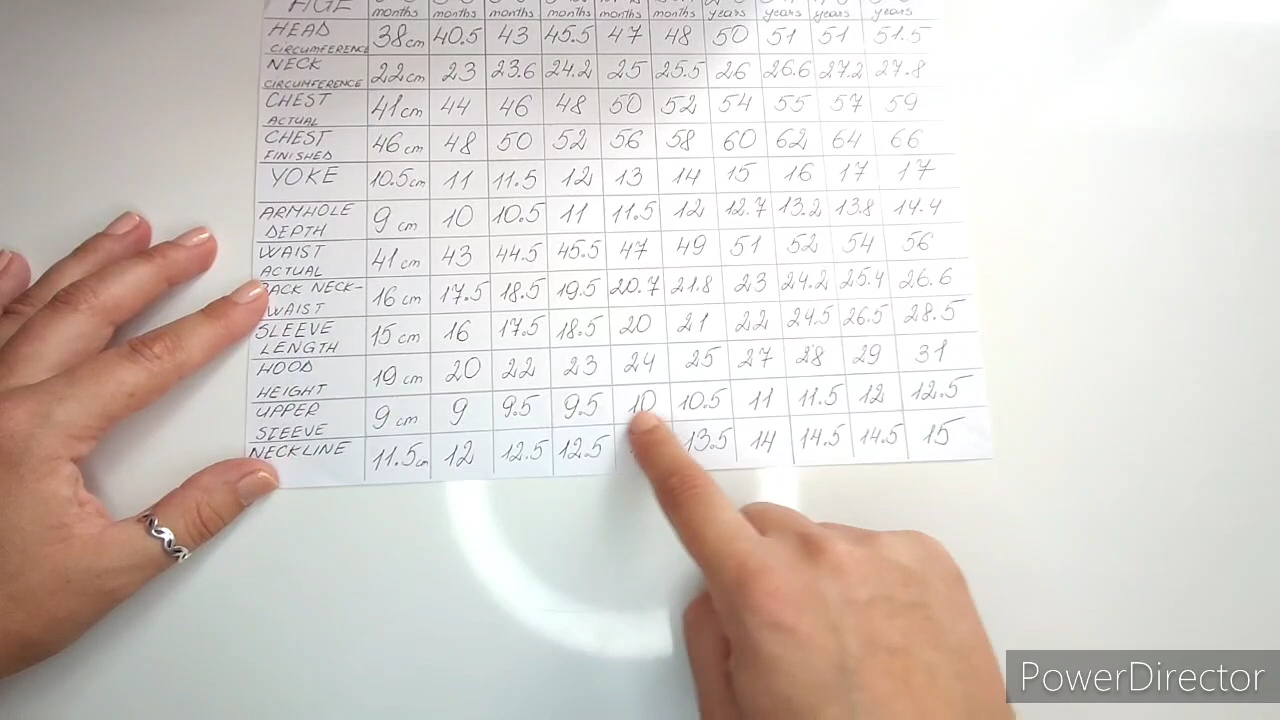 AGE
months months months months months months years years years years
HEAD CIRCUMFERENCE 38cm 40.5 43 45.5 47 48 50 51 51 51.5
NECK CIRCUMFERENCE 22cm 23 23.6 24.2 25 25.5 26 26.6 27.2 27.8
CHEST ACTUAL 41cm 44 46 48 50 52 54 55 57 59
CHEST FINISHED 46cm 48 50 52 56 58 60 62 64 66
YOKE 10.5cm 11 11.5 12 13 14 15 16 17 17
ARMHOLE DEPTH 9 cm 10 10.5 11 11.5 12 12.7 13.2 13.8 14.4
WAIST ACTUAL 41cm 43 44.5 45.5 47 49 51 52 54 56
BACK NECK-WAIST 16cm 17.5 18.5 19.5 20.7 21.8 23 24.2 25.4 26.6
SLEEVE LENGTH 15 cm 16 17.5 18.5 20 21 22 24.5 26.5 28.5
HOOD HEIGHT 19 cm 20 22 23 24 25 27 28 29 31
UPPER SLEEVE 9 cm 9 9.5 9.5 10 10.5 11 11.5 12 12.5
NECKLINE 11.5cm 12 12.5 12.5 13.5 14 14.5 14.5 15
PowerDirector